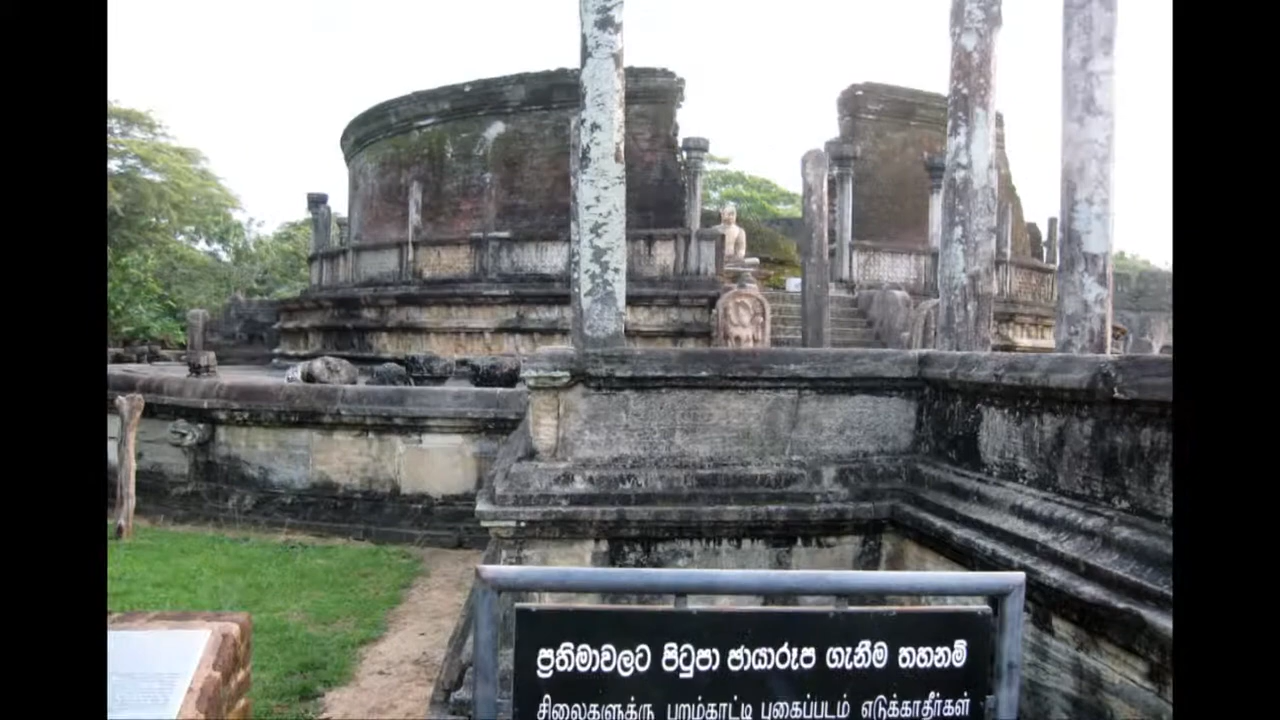 ප්‍රතිමාවලට පිටුපා ඡායාරූප ගැනීම තහනම්
சிலைகளுக்கு புறம்காட்டி புகைப்படம் எடுக்காதீர்கள்